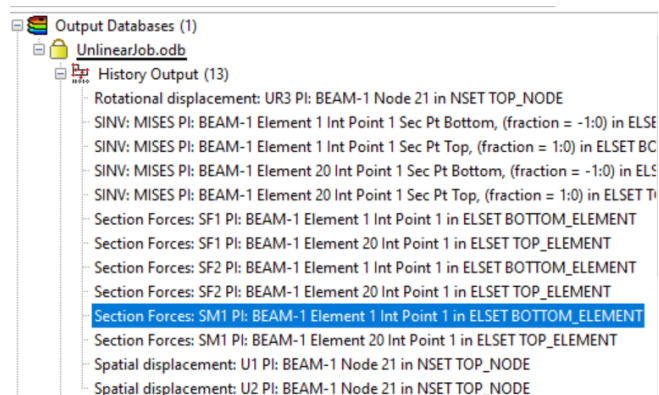 Output Databases (1)
UnlinearJob.odb
History Output (13)
Rotational displacement: UR3 PI: BEAM-1 Node 21 in NSET TOP_NODE
SINV: MISES PI: BEAM-1 Element 1 Int Point 1 Sec Pt Bottom, (fraction = -1:0) in ELSE
SINV: MISES PI: BEAM-1 Element 1 Int Point 1 Sec Pt Top, (fraction = 1:0) in ELSET BO
SINV: MISES PI: BEAM-1 Element 20 Int Point 1 Sec Pt Bottom, (fraction = -1:0) in ELS
SINV: MISES PI: BEAM-1 Element 20 Int Point 1 Sec Pt Top, (fraction = 1:0) in ELSET T
Section Forces: SF1 PI: BEAM-1 Element 1 Int Point 1 in ELSET BOTTOM_ELEMENT
Section Forces: SF1 PI: BEAM-1 Element 20 Int Point 1 in ELSET TOP_ELEMENT
Section Forces: SF2 PI: BEAM-1 Element 1 Int Point 1 in ELSET BOTTOM_ELEMENT
Section Forces: SF2 PI: BEAM-1 Element 20 Int Point 1 in ELSET TOP_ELEMENT
Section Forces: SM1 PI: BEAM-1 Element 1 Int Point 1 in ELSET BOTTOM_ELEMENT
Section Forces: SM1 PI: BEAM-1 Element 20 Int Point 1 in ELSET TOP_ELEMENT
Spatial displacement: U1 PI: BEAM-1 Node 21 in NSET TOP_NODE
Spatial displacement: U2 PI: BEAM-1 Node 21 in NSET TOP_NODE